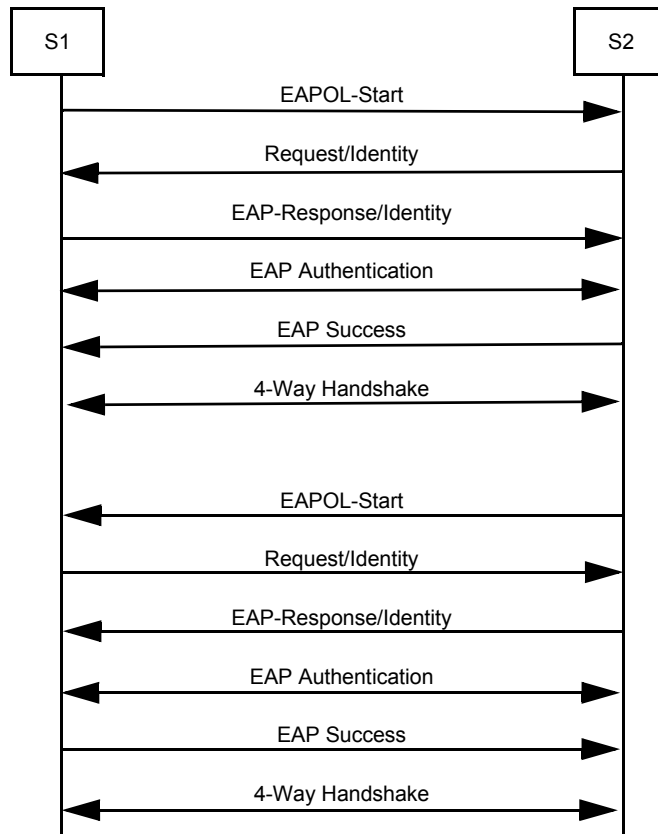 S1
S2
EAPOL-Start
Request/Identity
EAP-Response/Identity
EAP Authentication
EAP Success
4-Way Handshake
EAPOL-Start
Request/Identity
EAP-Response/Identity
EAP Authentication
EAP Success
4-Way Handshake